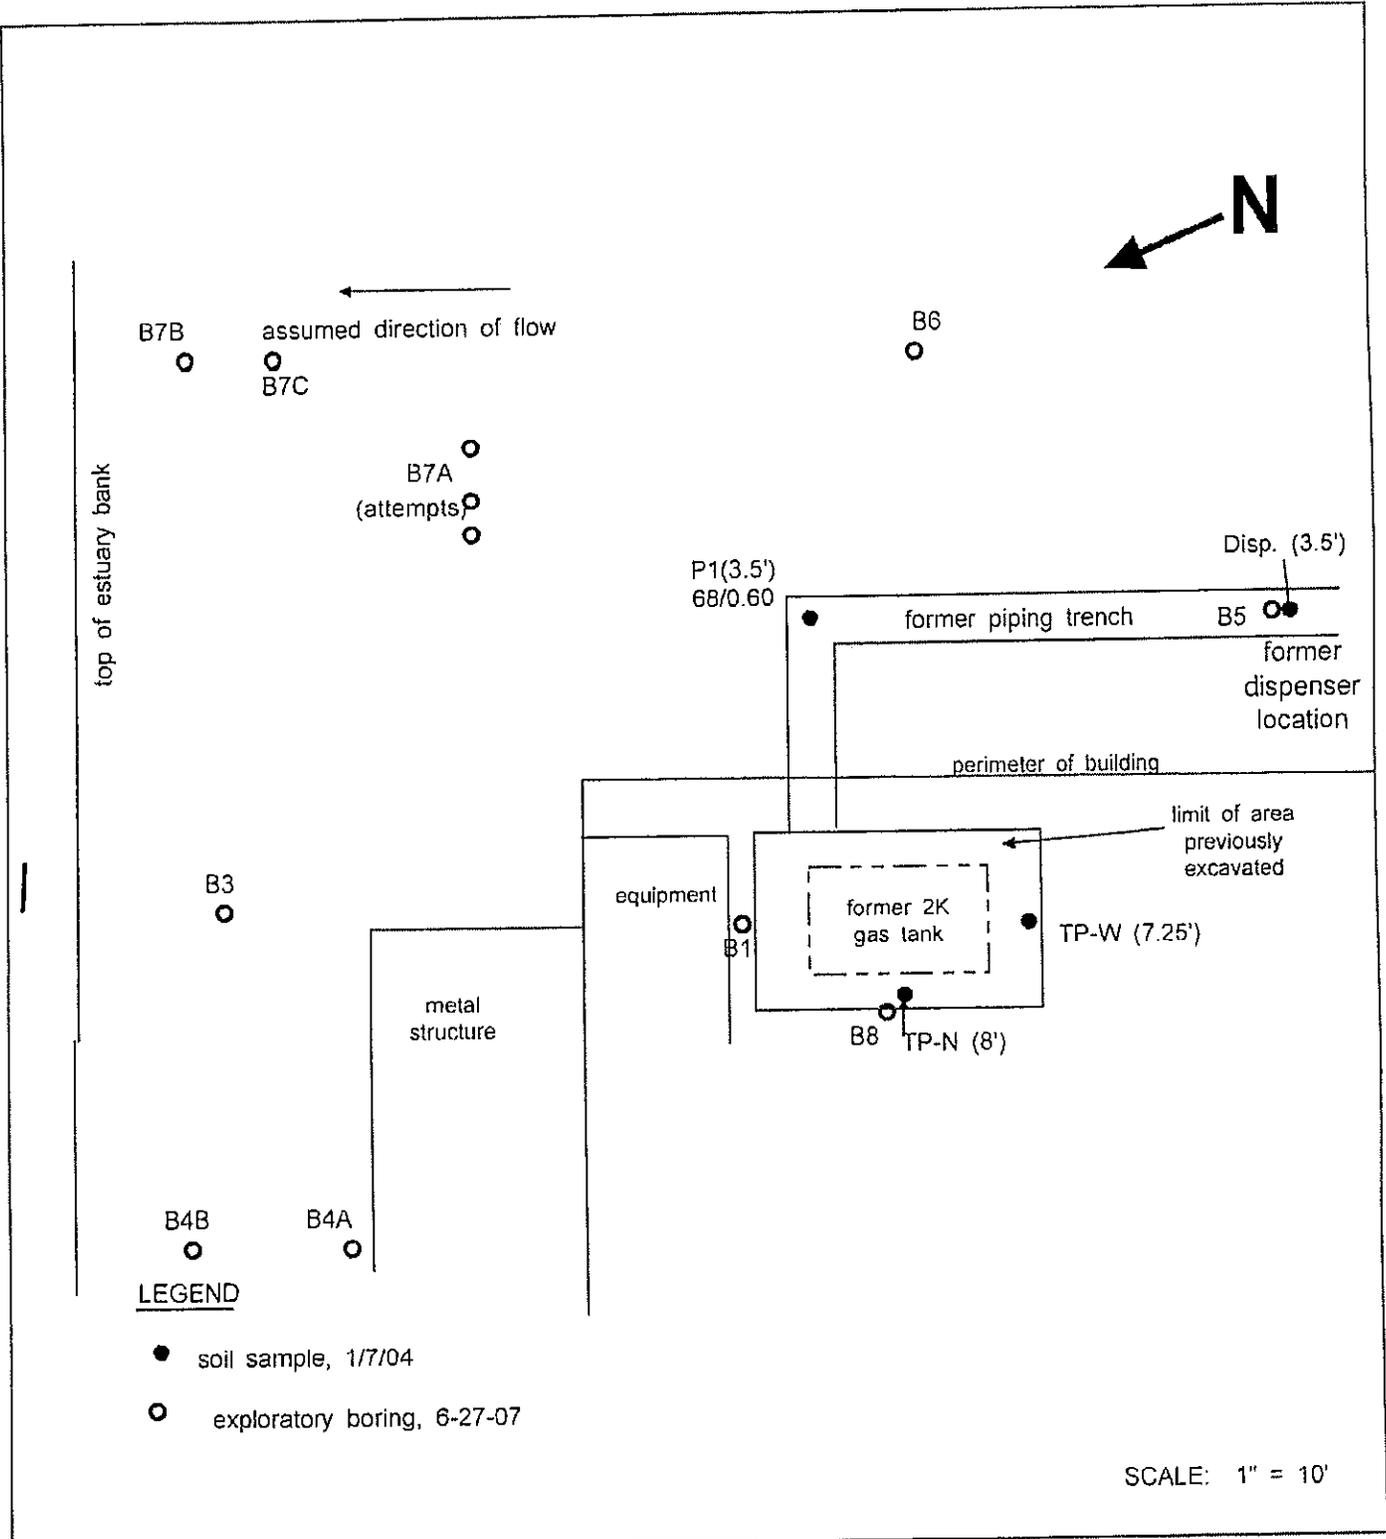 N
B7B
assumed direction of flow
B6
B7C
B7A
(attempts)
top of estuary bank
Disp. (3.5')
P1(3.5')
68/0.60
former piping trench
B5
former
dispenser
location
perimeter of building
limit of area
previously
excavated
B3
equipment
former 2K
gas tank
B1
TP-W (7.25')
metal
structure
B8
TP-N (8')
B4B
B4A
LEGEND
soil sample, 1/7/04
exploratory boring, 6-27-07
SCALE: 1" = 10'